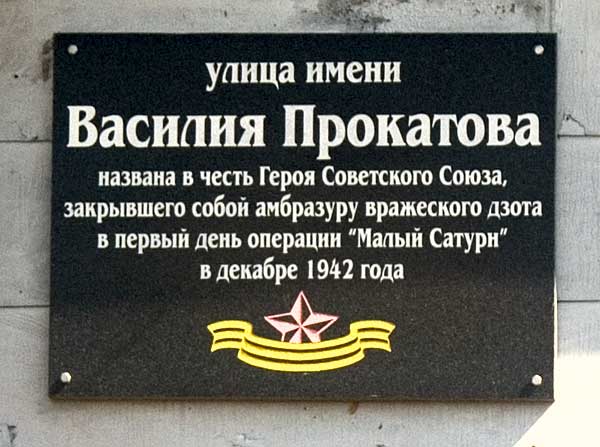 улица имени
Василия Прокатова
названа в честь Героя Советского Союза,
закрывшего собой амбразуру вражеского дзота
в первый день операции "Малый Сатурн"
в декабре 1942 года